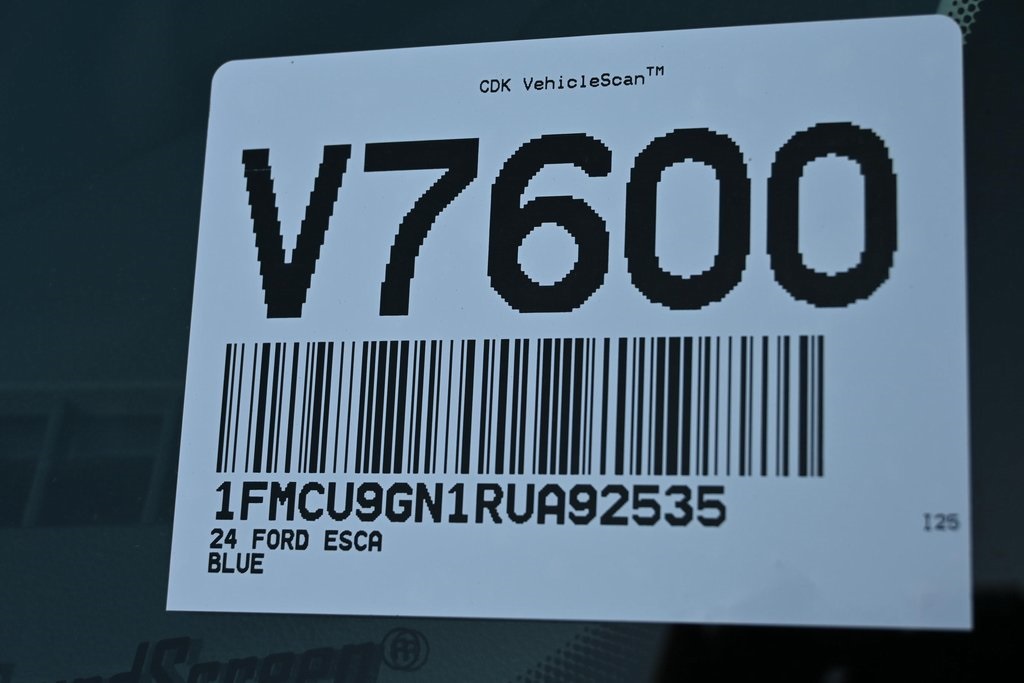 CDK VehicleScan™
V7600
1FMCU9GN1RUA92535
24 FORD ESCA
BLUE
I25